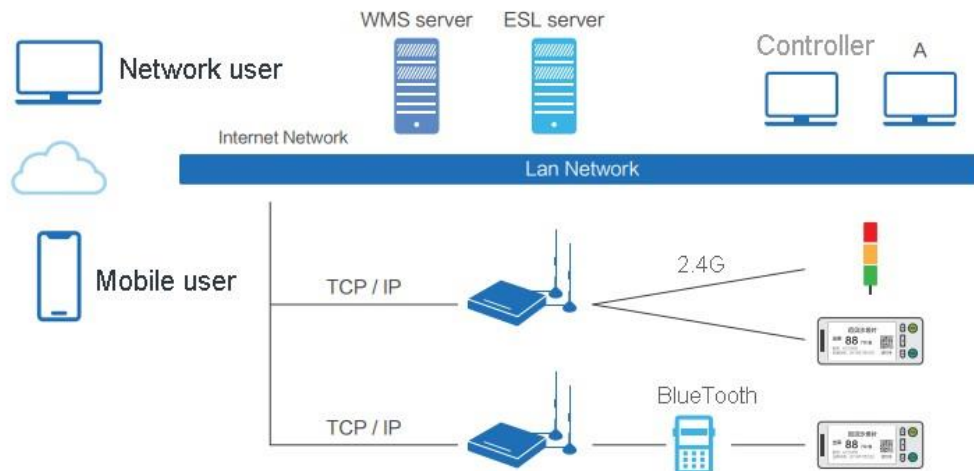 WMS server
ESL server
Controller
A
Network user
Internet Network
Lan Network
Mobile user
TCP / IP
2.4G
88
TCP / IP
BlueTooth
88